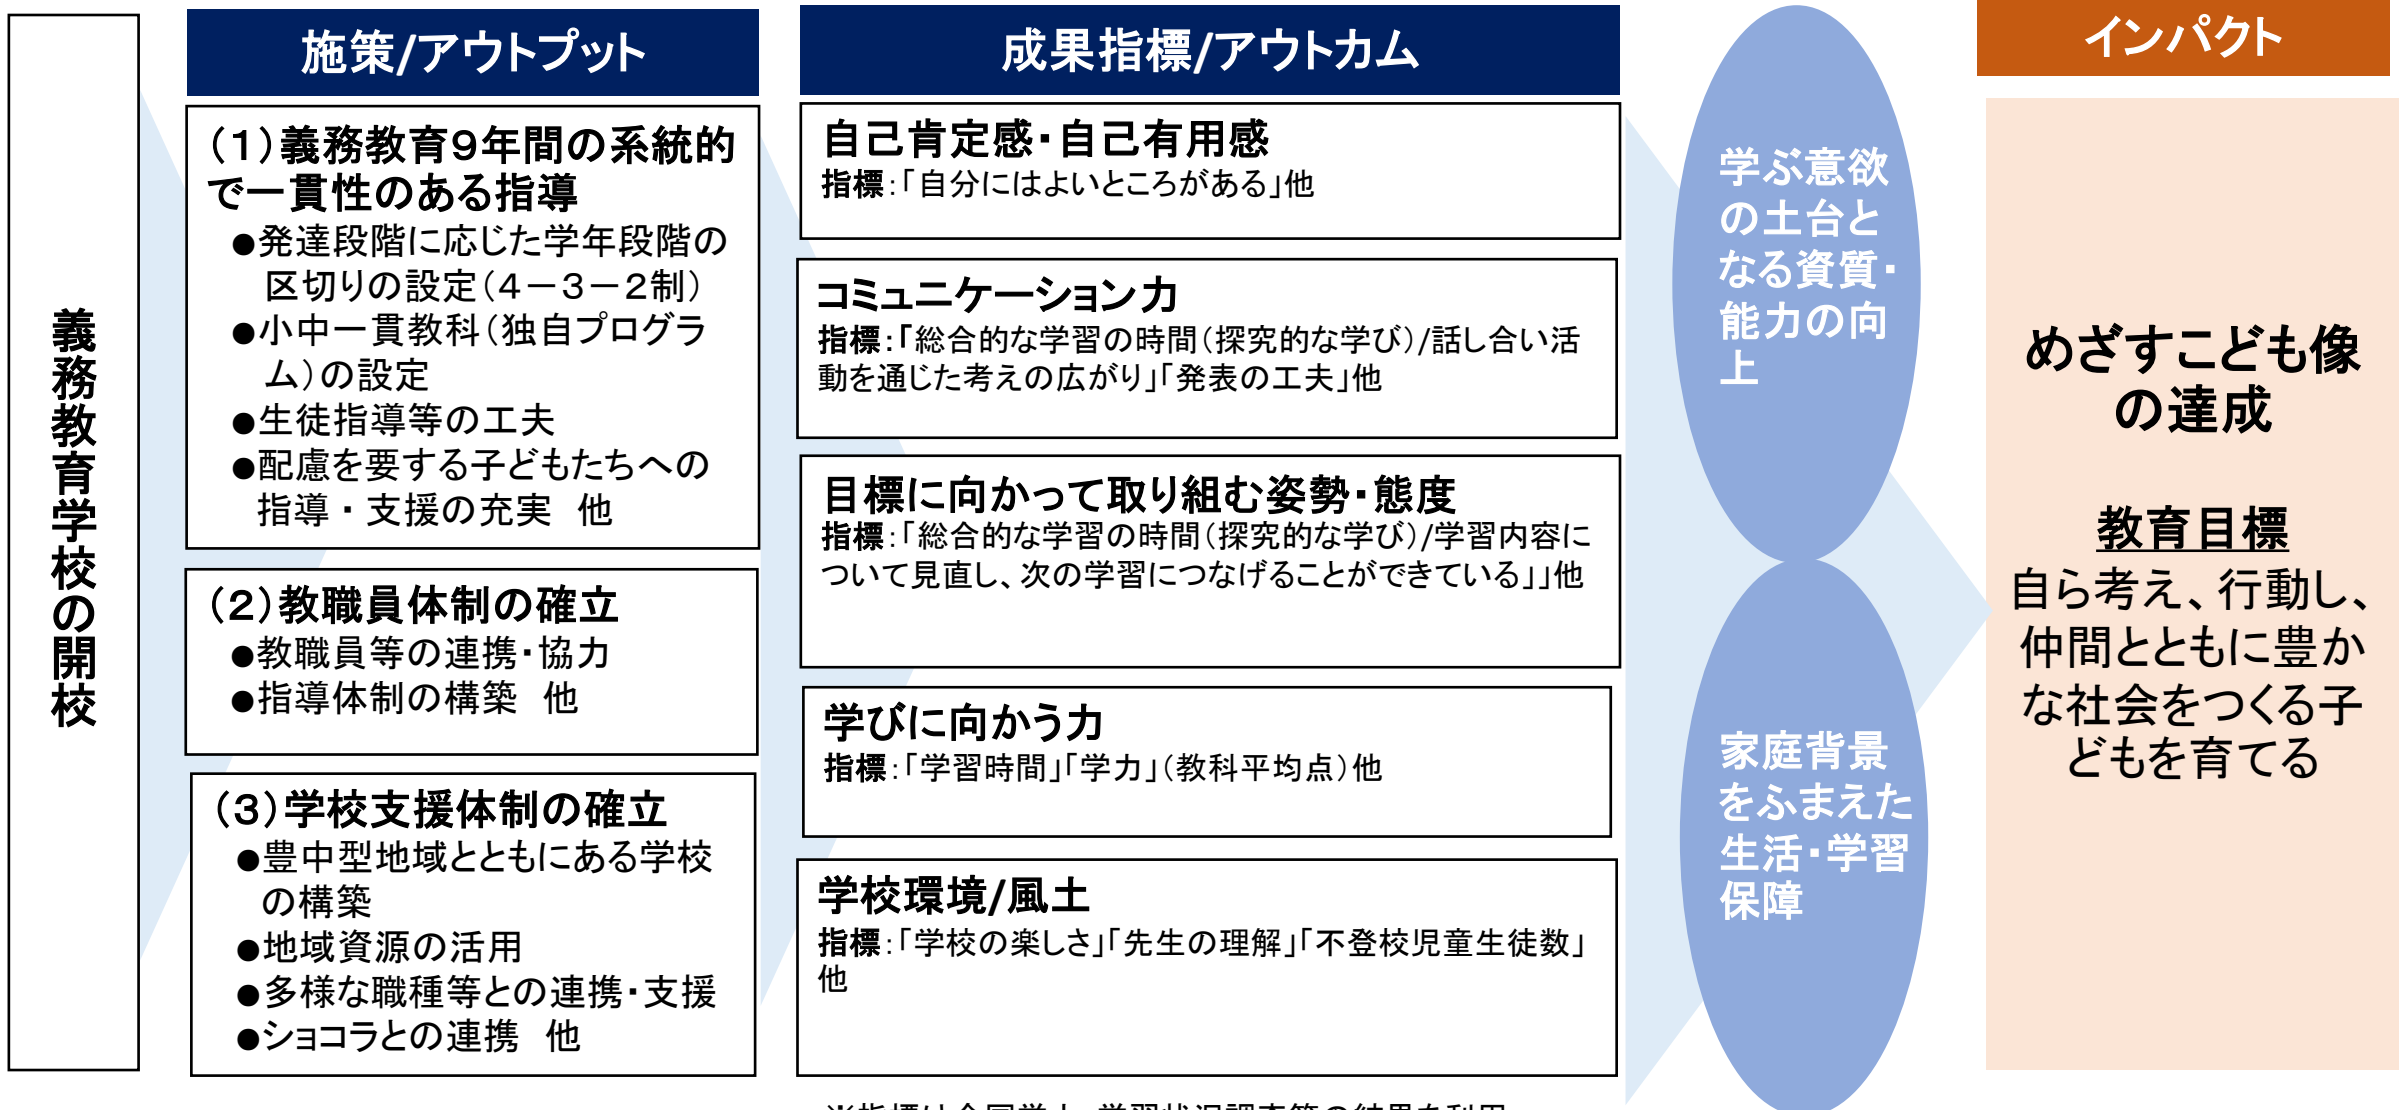 義務教育学校の開校
施策/アウトプット
（１）義務教育９年間の系統的
で一貫性のある指導
●発達段階に応じた学年段階の
区切りの設定（４－３－２制）
●小中一貫教科（独自プログラ
ム）の設定
●生徒指導等の工夫
●配慮を要する子どもたちへの
指導・支援の充実　他
（２）教職員体制の確立
●教職員等の連携・協力
●指導体制の構築　他
（３）学校支援体制の確立
●豊中型地域とともにある学校
の構築
●地域資源の活用
●多様な職種等との連携・支援
●ショコラとの連携　他
成果指標/アウトカム
自己肯定感・自己有用感
指標：「自分にはよいところがある」他
コミュニケーション力
指標：「総合的な学習の時間（探究的な学び）/話し合い活
動を通じた考えの広がり」「発表の工夫」他
目標に向かって取り組む姿勢・態度
指標：「総合的な学習の時間（探究的な学び）/学習内容に
ついて見直し、次の学習につなげることができている」」他
学びに向かう力
指標：「学習時間」「学力」（教科平均点）他
学校環境/風土
指標：「学校の楽しさ」「先生の理解」「不登校児童生徒数」
他
※指標は全国学力・学習状況調査等の結果を利用
学ぶ意欲
の土台と
なる資質・
能力の向
上
家庭背景
をふまえた
生活・学習
保障
インパクト
めざすこども像
の達成
教育目標
自ら考え、行動し、
仲間とともに豊か
な社会をつくる子
どもを育てる